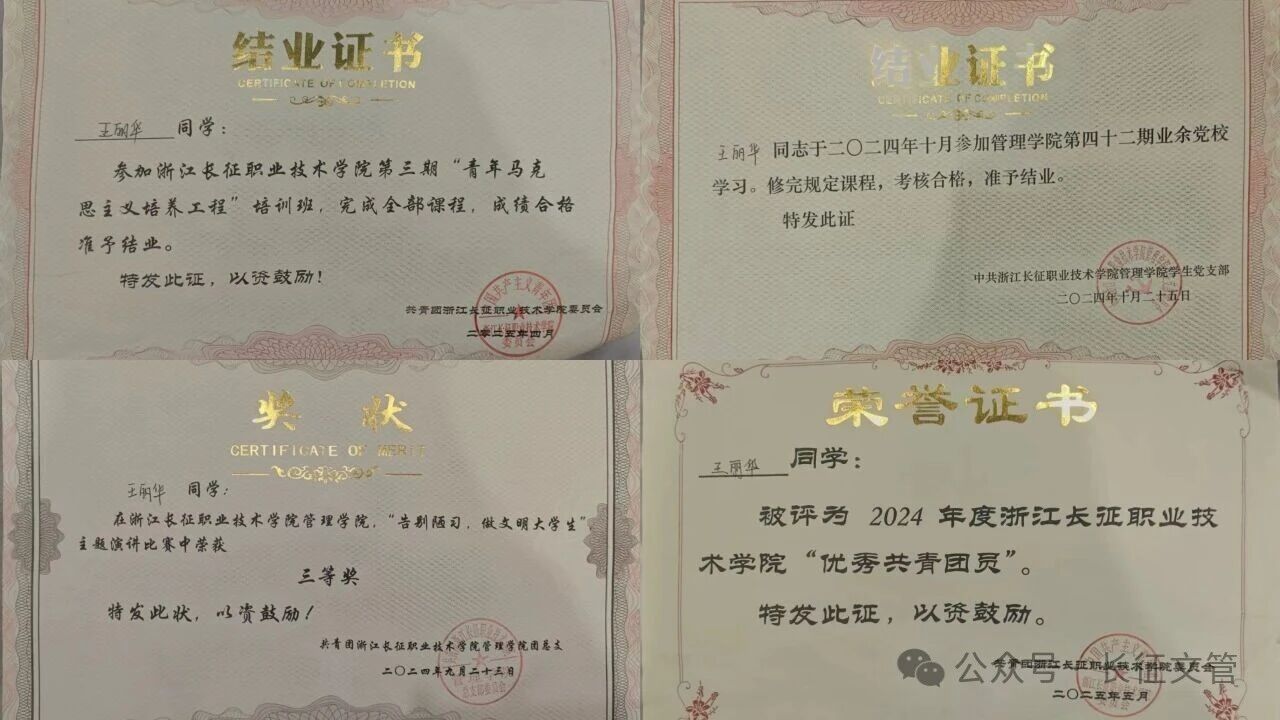 结业证书
CERTIFICATE OF COMPLETION
王丽华 同学：
参加浙江长征职业技术学院第三期“青年马克
思主义培养工程”培训班，完成全部课程，成绩合格
准予结业。
特发此证，以资鼓励！
共青团浙江长征职业技术学院委员会
二零二五年四月
结业证书
CERTIFICATE OF COMPLETION
王丽华 同志于二〇二四年十月参加管理学院第四十二期业余党校
学习。修完规定课程，考核合格，准予结业。
特发此证
中共浙江长征职业技术学院管理学院学生党支部
二〇二四年十月二十五日
奖 状
CERTIFICATE OF MERIT
王丽华 同学：
在浙江长征职业技术学院管理学院，“告别陋习，做文明大学生”
主题演讲比赛中荣获
三等奖
特发此状，以资鼓励！
共青团浙江长征职业技术学院管理学院团总支
二〇二四年九月二十三日
荣誉证书
王丽华 同学：
被评为 2024 年度浙江长征职业技
术学院“优秀共青团员”。
特发此证，以资鼓励。
共青团浙江长征职业技术学院委员会
二〇二五年五月
公众号 · 长征文管